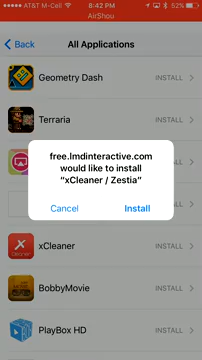 AT&T M-Cell
8:42 PM
52%
AirShou
Back
All Applications
Geometry Dash
INSTALL
Terraria
INSTALL
free.lmdinteractive.com
would like to install
“xCleaner / Zestia”
Cancel
Install
xCleaner
INSTALL
BobbyMovie
INSTALL
PlayBox HD
INSTALL